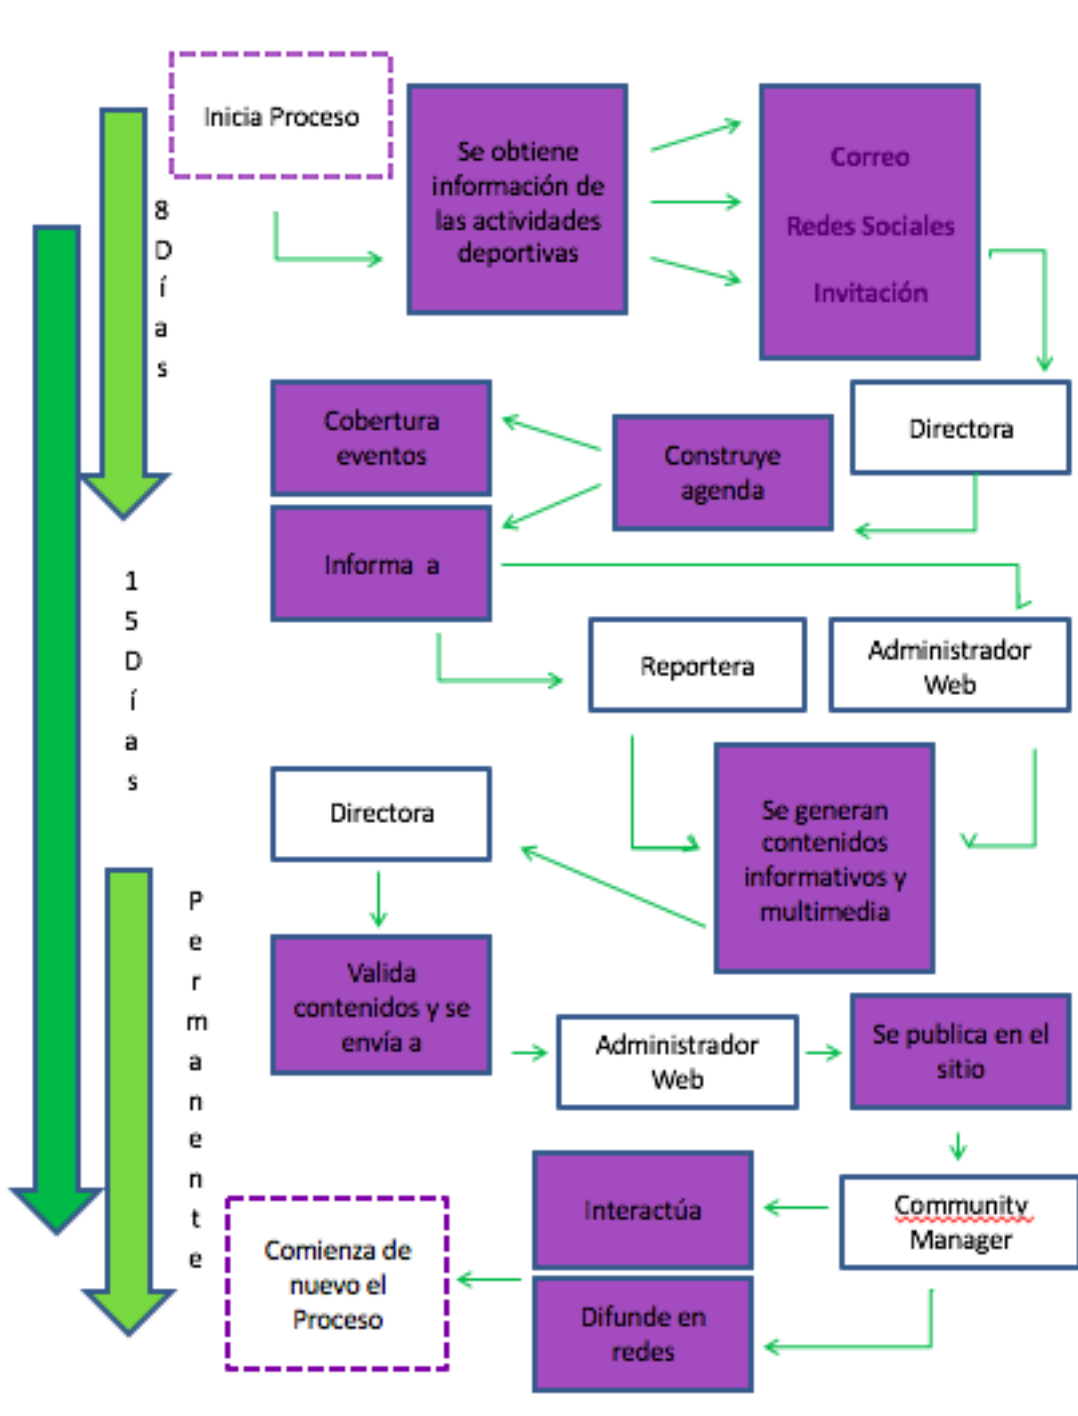 Inicia Proceso
Se obtiene
información de
las actividades
deportivas
Correo
Redes Sociales
Invitación
8
D
í
a
s
Directora
Cobertura
eventos
Construye
agenda
Informa a
1
5
D
í
a
s
Reportera
Administrador
Web
Directora
Se generan
contenidos
informativos y
multimedia
P
e
r
m
a
n
e
n
t
e
Valida
contenidos y se
envía a
Administrador
Web
Se publica en el
sitio
Interactúa
Community
Manager
Comienza de
nuevo el
Proceso
Difunde en
redes